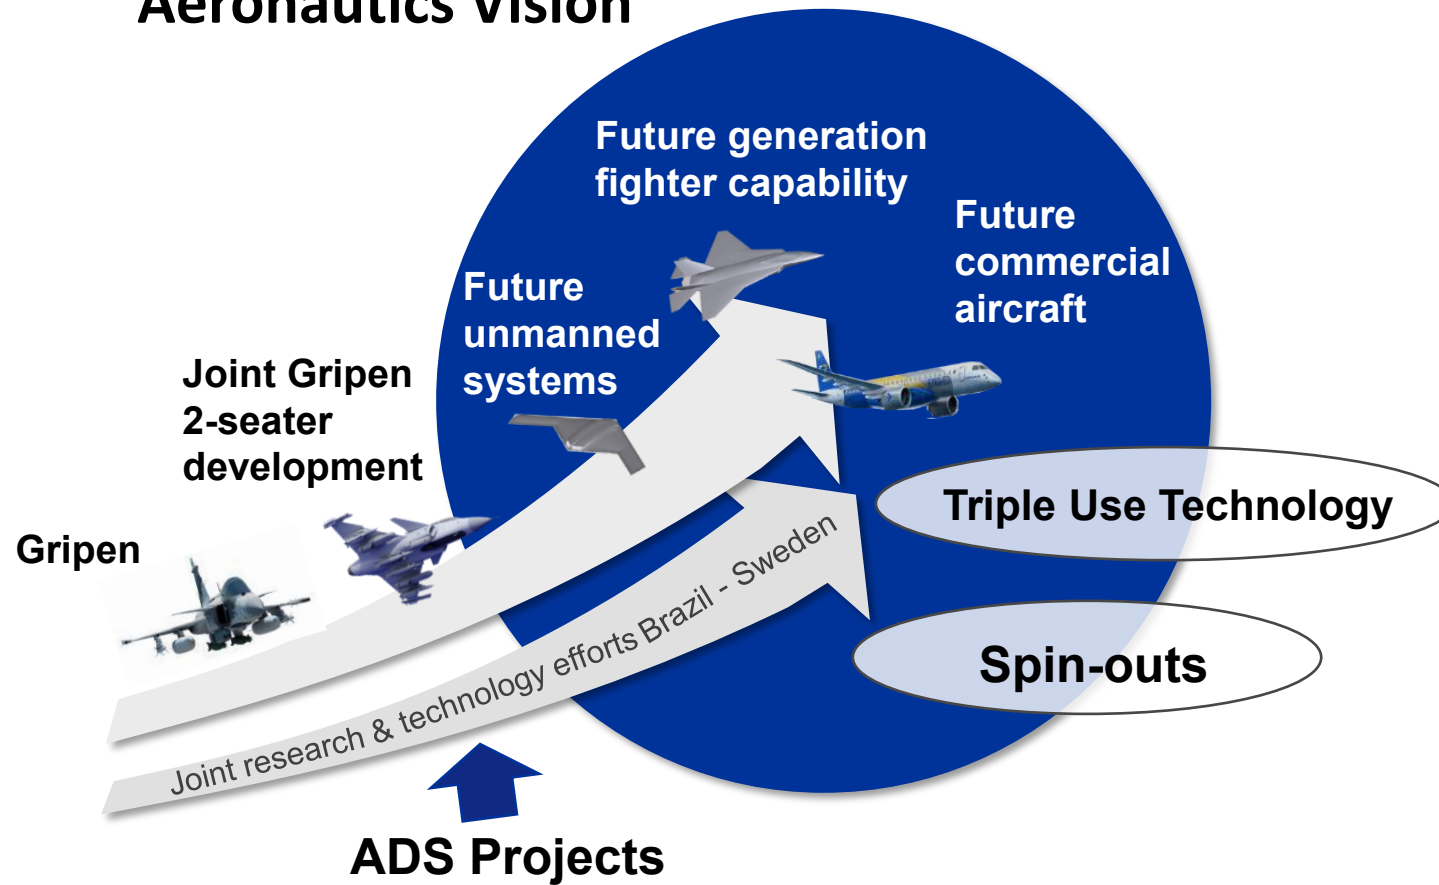 Aeronautics Vision
Future generation
fighter capability
Future
commercial
aircraft
Future
unmanned
systems
Joint Gripen
2-seater
development
Gripen
Triple Use Technology
Spin-outs
Joint research & technology efforts Brazil - Sweden
ADS Projects